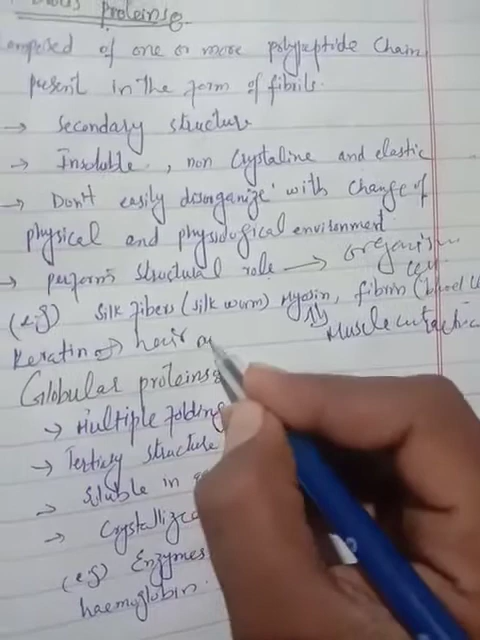 proteins
composed of one or more polypeptide Chain
present in the form of fibrils.
→ Secondary structure
→ Insoluble, non Crystaline and elastic
→ Don't easily disorganize with change of
physical and physiological environment
→ performs structural role → organism
(eg) silk fibers (silk worm) Myosin, fibrin (blood
Muscle
Keratin → hair
Globular proteins
→ Multiple folding
→ Tertiary structure
→ Soluble in
→
(eg) Enzymes
haemoglobin.